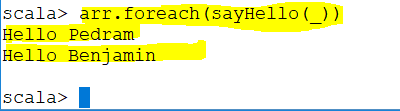 scala> arr.foreach(sayHello(_))
Hello Pedram
Hello Benjamin
scala>